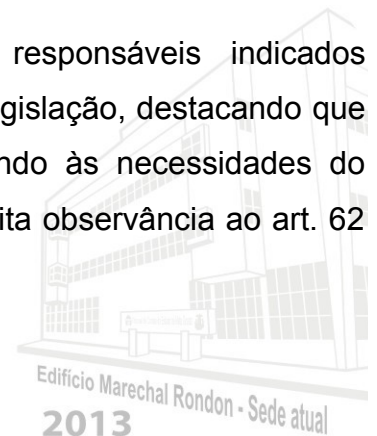 responsáveis indicados
gislação, destacando que
ndo às necessidades do
ita observância ao art. 62
Edifício Marechal Rondon - Sede atual
2013